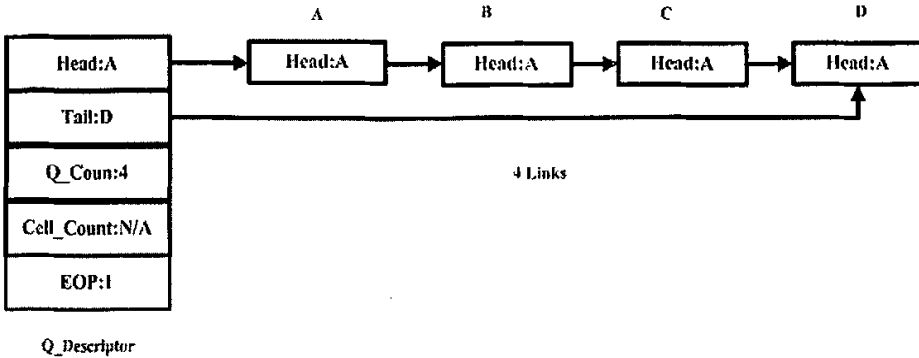 A B C D
Head:A Head:A Head:A Head:A Head:A
Tail:D
Q_Coun:4
4 Links
Cell_Count:N/A
EOP:1
Q_Descriptor